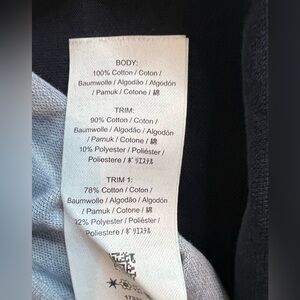 BODY:
100% Cotton / Coton /
Baumwolle / Algodão / Algodón
/ Pamuk / Cotone / 綿
TRIM:
90% Cotton / Coton /
Baumwolle / Algodão / Algodón
/ Pamuk / Cotone / 綿
10% Polyester / Poliéster /
Poliestere / ﾎﾟﾘｴｽﾃﾙ
TRIM 1:
78% Cotton / Coton /
Baumwolle / Algodão / Algodón
/ Pamuk / Cotone / 綿
22% Polyester / Poliéster /
Poliestere / ﾎﾟﾘｴｽﾃﾙ